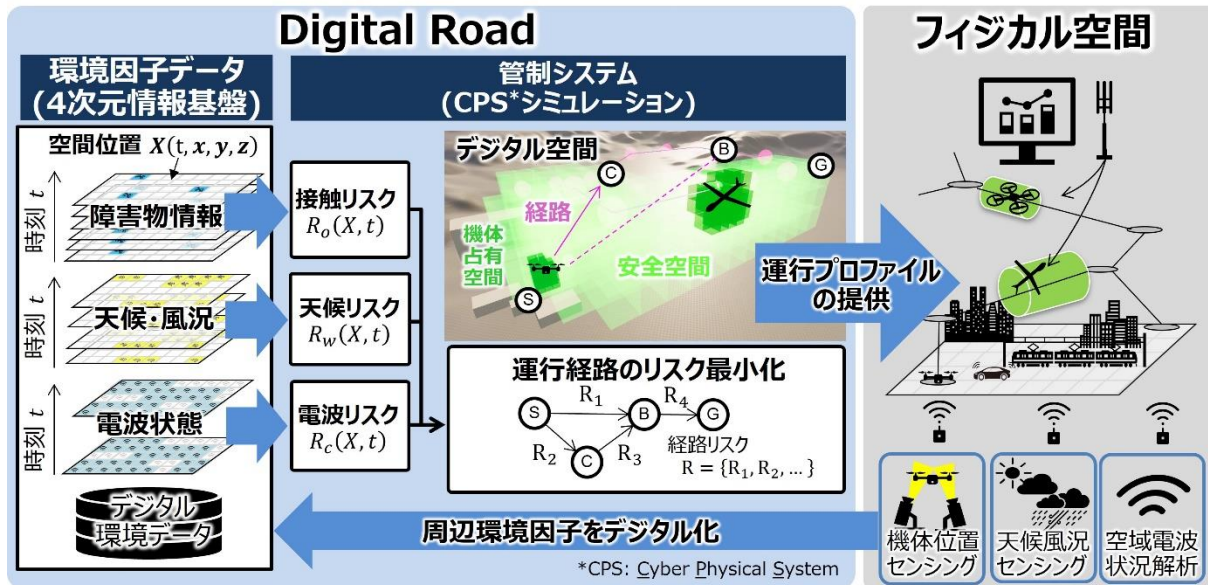 Digital Road
環境因子データ
(4次元情報基盤)
空間位置 X(t, x, y, z)
時刻 t
障害物情報
時刻 t
天候・風況
時刻 t
電波状態
デジタル
環境データ
管制システム
(CPS*シミュレーション)
接触リスク
R_o(X, t)
天候リスク
R_w(X, t)
電波リスク
R_c(X, t)
デジタル空間
B
G
C
経路
機体
占有
空間
安全空間
S
運行経路のリスク最小化
S
R₁
B
R₄
G
R₂
C
R₃
経路リスク
R = {R₁, R₂, … }
運行プロファイル
の提供
周辺環境因子をデジタル化
*CPS: Cyber Physical System
フィジカル空間
機体位置
センシング
天候風況
センシング
空域電波
状況解析